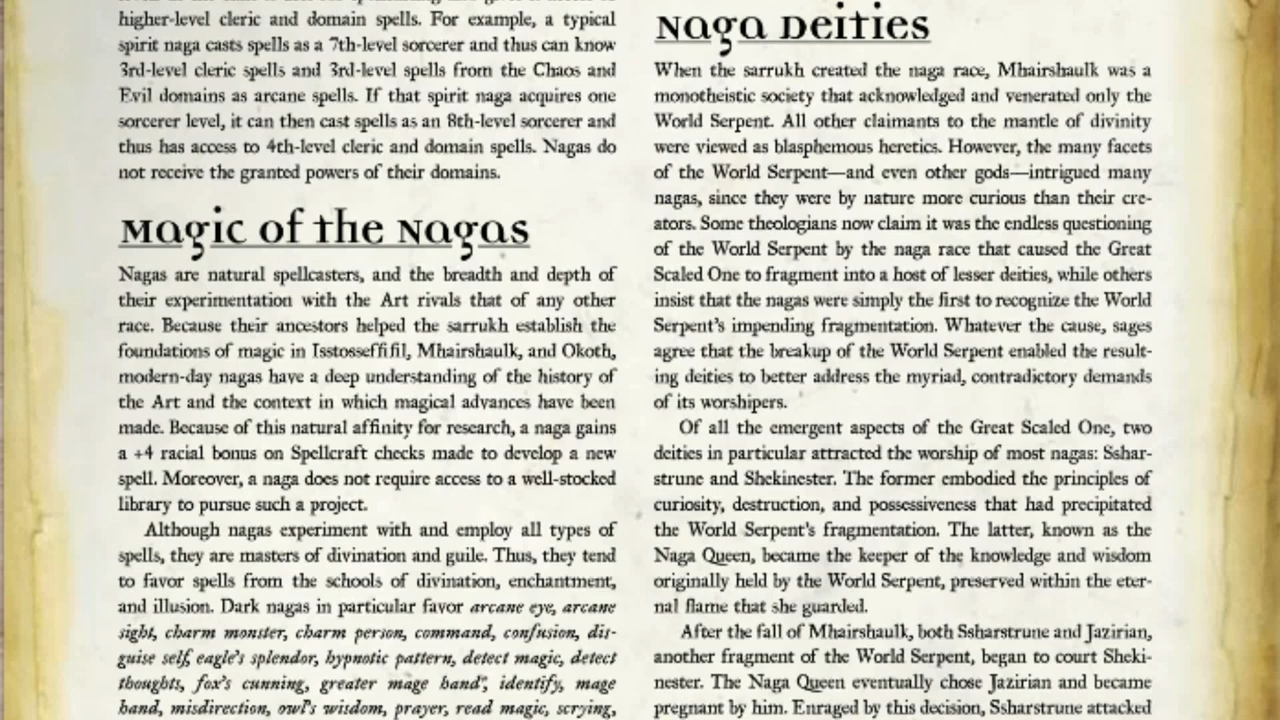 higher-level cleric and domain spells. For example, a typical
spirit naga casts spells as a 7th-level sorcerer and thus can know
3rd-level cleric spells and 3rd-level spells from the Chaos and
Evil domains as arcane spells. If that spirit naga acquires one
sorcerer level, it can then cast spells as an 8th-level sorcerer and
thus has access to 4th-level cleric and domain spells. Nagas do
not receive the granted powers of their domains.
Magic of the Nagas
Nagas are natural spellcasters, and the breadth and depth of
their experimentation with the Art rivals that of any other
race. Because their ancestors helped the sarrukh establish the
foundations of magic in Isstosseffifil, Mhairshaulk, and Okoth,
modern-day nagas have a deep understanding of the history of
the Art and the context in which magical advances have been
made. Because of this natural affinity for research, a naga gains
a +4 racial bonus on Spellcraft checks made to develop a new
spell. Moreover, a naga does not require access to a well-stocked
library to pursue such a project.
Although nagas experiment with and employ all types of
spells, they are masters of divination and guile. Thus, they tend
to favor spells from the schools of divination, enchantment,
and illusion. Dark nagas in particular favor arcane eye, arcane
sight, charm monster, charm person, command, confusion, dis-
guise self, eagle's splendor, hypnotic pattern, detect magic, detect
thoughts, fox's cunning, greater mage hand*, identify, mage
hand, misdirection, owl's wisdom, prayer, read magic, scrying,
Naga Deities
When the sarrukh created the naga race, Mhairshaulk was a
monotheistic society that acknowledged and venerated only the
World Serpent. All other claimants to the mantle of divinity
were viewed as blasphemous heretics. However, the many facets
of the World Serpent—and even other gods—intrigued many
nagas, since they were by nature more curious than their cre-
ators. Some theologians now claim it was the endless questioning
of the World Serpent by the naga race that caused the Great
Scaled One to fragment into a host of lesser deities, while others
insist that the nagas were simply the first to recognize the World
Serpent's impending fragmentation. Whatever the cause, sages
agree that the breakup of the World Serpent enabled the result-
ing deities to better address the myriad, contradictory demands
of its worshipers.
Of all the emergent aspects of the Great Scaled One, two
deities in particular attracted the worship of most nagas: Sshar-
strune and Shekinester. The former embodied the principles of
curiosity, destruction, and possessiveness that had precipitated
the World Serpent's fragmentation. The latter, known as the
Naga Queen, became the keeper of the knowledge and wisdom
originally held by the World Serpent, preserved within the eter-
nal flame that she guarded.
After the fall of Mhairshaulk, both Ssharstrune and Jazirian,
another fragment of the World Serpent, began to court Sheki-
nester. The Naga Queen eventually chose Jazirian and became
pregnant by him. Enraged by this decision, Ssharstrune attacked